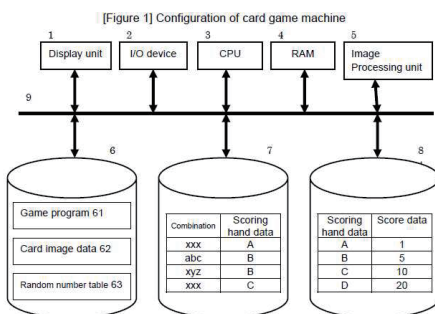 [Figure 1] Configuration of card game machine
1 2 3 4 5
Display unit I/O device CPU RAM Image
Processing unit
9
6 7 8
Game program 61
Card image data 62
Random number table 63
Combination Scoring
hand data
xxx A
abc B
xyz B
xxx C
Scoring
hand data Score data
A 1
B 5
C 10
D 20